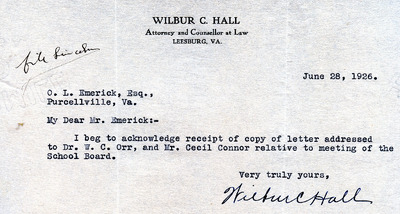 WILBUR C. HALL
Attorney and Counsellor at Law
LEESBURG, VA.
file Lincoln
June 28, 1926.
O. L. Emerick, Esq.,
Purcellville, Va.
My Dear Mr. Emerick:-
I beg to acknowledge receipt of copy of letter addressed
to Dr. W. C. Orr, and Mr. Cecil Connor relative to meeting of the
School Board.
Very truly yours,
Wilbur C Hall